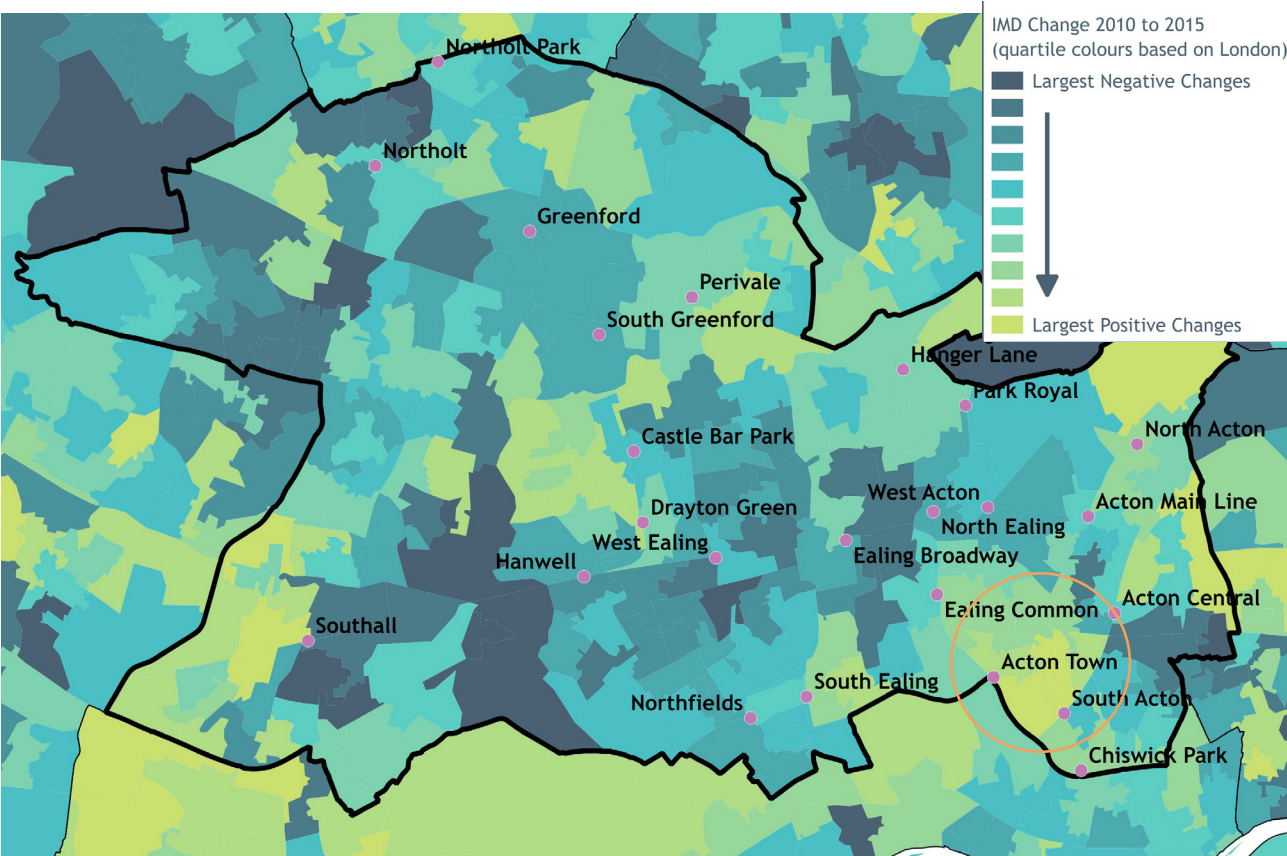 IMD Change 2010 to 2015
(quartile colours based on London)
Largest Negative Changes
Largest Positive Changes
Northolt Park
Northolt
Greenford
Perivale
South Greenford
Hanger Lane
Park Royal
North Acton
Castle Bar Park
West Acton
Acton Main Line
Drayton Green
North Ealing
West Ealing
Ealing Broadway
Hanwell
Acton Central
Ealing Common
Southall
Acton Town
South Ealing
South Acton
Northfields
Chiswick Park